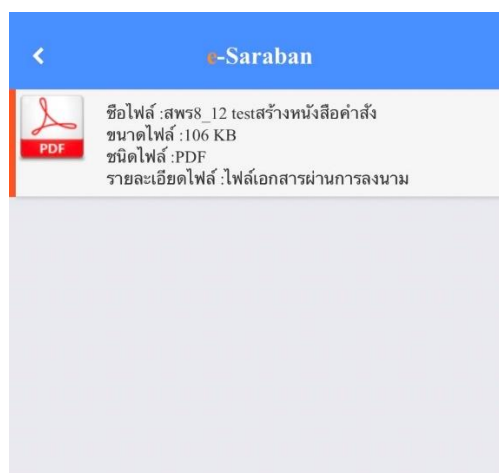 e-Saraban
PDF
ชื่อไฟล์ :สพร8_12 testสร้างหนังสือคำสั่ง
ขนาดไฟล์ :106 KB
ชนิดไฟล์ :PDF
รายละเอียดไฟล์ :ไฟล์เอกสารผ่านการลงนาม